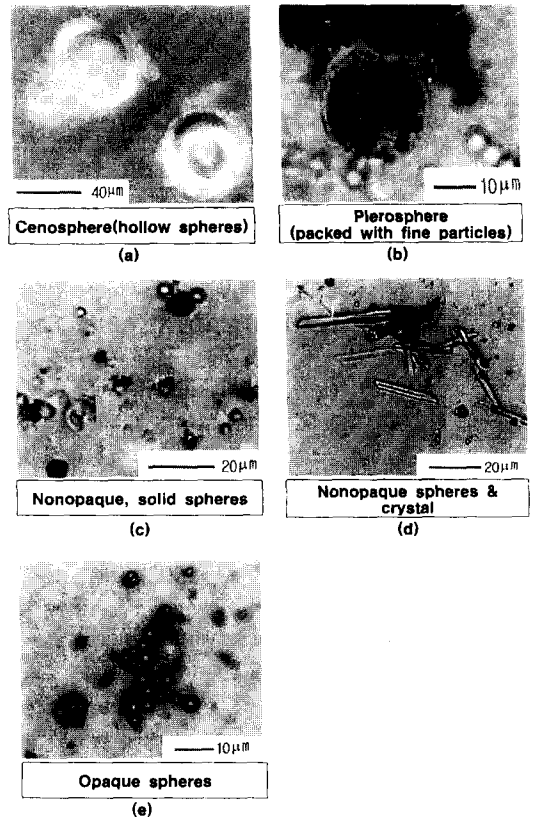 40μm
10μm
Cenosphere(hollow spheres)
Plerosphere
(packed with fine particles)
(a)
(b)
20μm
20μm
Nonopaque, solid spheres
Nonopaque spheres &
crystal
(c)
(d)
10μm
Opaque spheres
(e)